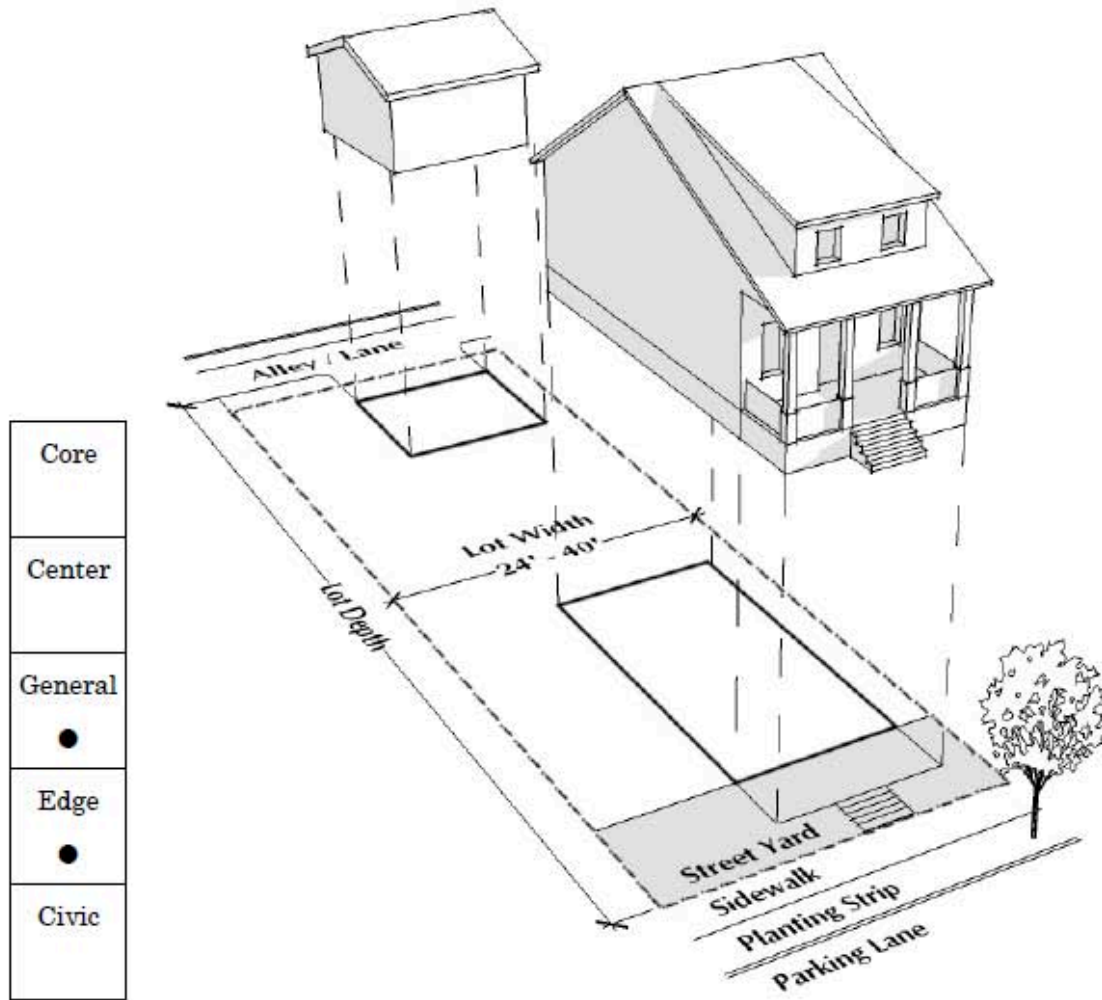 Alley / Lane
Core
Center
General
●
Edge
●
Civic
Lot Width
24' - 40'
Lot Depth
Street Yard
Sidewalk
Planting Strip
Parking Lane